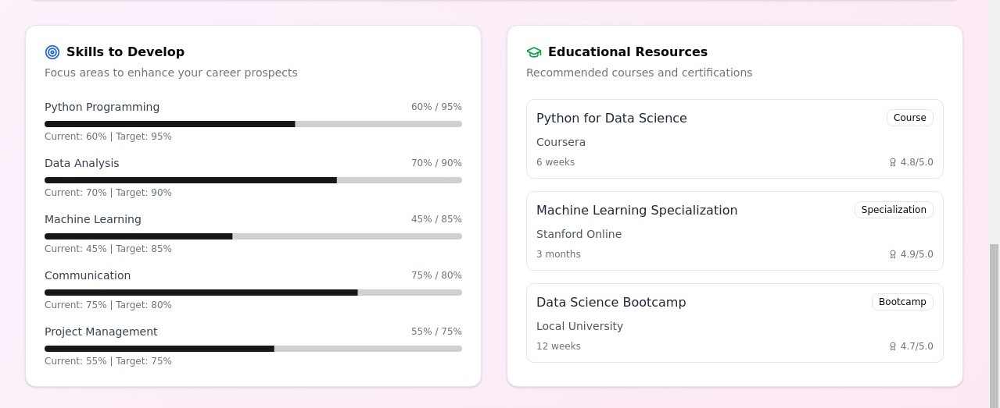 Skills to Develop
Focus areas to enhance your career prospects
Python Programming 60% / 95%
Current: 60% | Target: 95%
Data Analysis 70% / 90%
Current: 70% | Target: 90%
Machine Learning 45% / 85%
Current: 45% | Target: 85%
Communication 75% / 80%
Current: 75% | Target: 80%
Project Management 55% / 75%
Current: 55% | Target: 75%
Educational Resources
Recommended courses and certifications
Python for Data Science Course
Coursera
6 weeks 4.8/5.0
Machine Learning Specialization Specialization
Stanford Online
3 months 4.9/5.0
Data Science Bootcamp Bootcamp
Local University
12 weeks 4.7/5.0